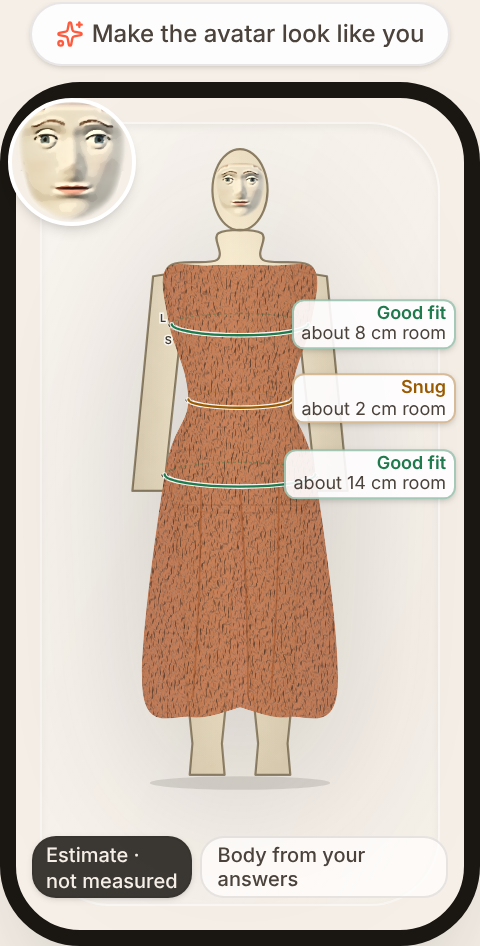 Make the avatar look like you
Good fit
about 8 cm room
L
S
Snug
about 2 cm room
Good fit
about 14 cm room
Estimate ·
not measured
Body from your
answers